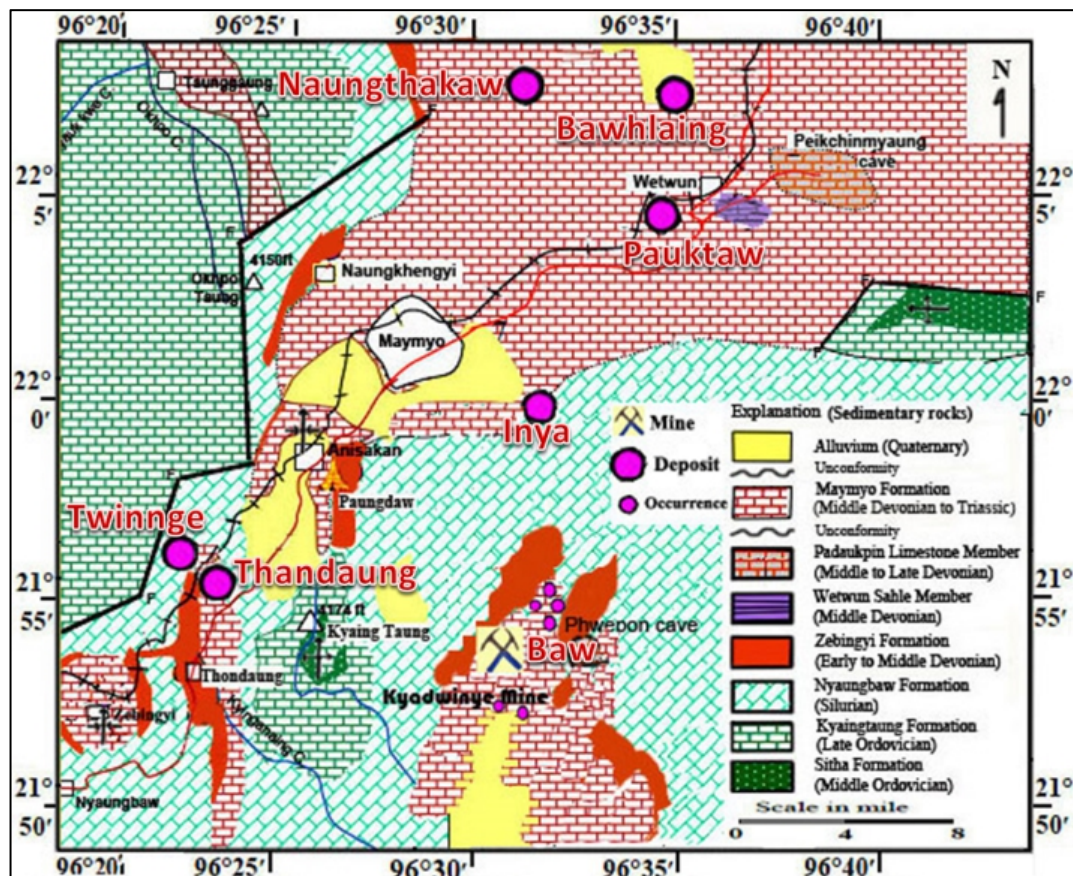 96°20′ 96°25′ 96°30′ 96°35′ 96°40′
N
Taunggaung
Naungthakaw
Bawhlaing
Okhpo C.
Peikchinmyaung
cave
22°
5′
Wetwun
22°
5′
Pauktaw
F
4150ft
Naungkhengyi
Okhpo
Taung
F
F
F
Maymyo
22°
0′
22°
0′
Inya
Anisakan
Paungdaw
F
F
Twinnge
Thandaung
Mine
Deposit
Occurrence
Explanation (Sedimentary rocks)
Alluvium (Quaternary)
Unconformity
Maymyo Formation
(Middle Devonian to Triassic)
Unconformity
Padaukpin Limestone Member
(Middle to Late Devonian)
Wetwun Sahle Member
(Middle Devonian)
Zebingyi Formation
(Early to Middle Devonian)
Nyaungbaw Formation
(Silurian)
Kyaingtaung Formation
(Late Ordovician)
Sitha Formation
(Middle Ordovician)
Scale in mile
0 4 8
21°
55′
21°
55′
4174 ft
Kyaing Taung
Phwepon cave
Baw
Kyadwinye Mine
Thondaung
Zebingyi
Nyaungbaw
21°
50′
21°
50′
96°20′ 96°25′ 96°30′ 96°35′ 96°40′